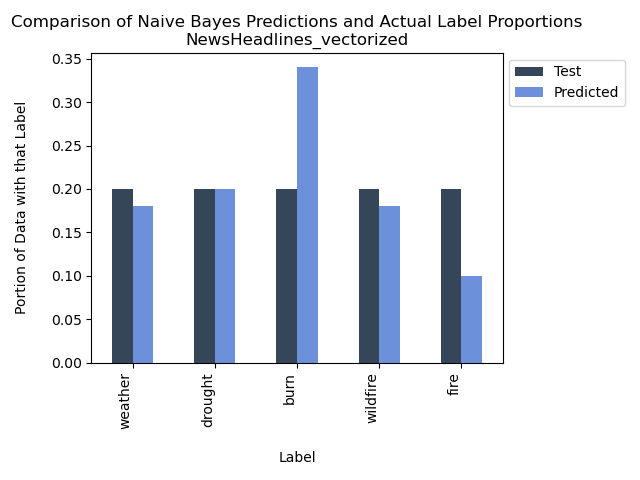 Comparison of Naive Bayes Predictions and Actual Label Proportions
NewsHeadlines_vectorized
Test
Predicted
Portion of Data with that Label
0.35
0.30
0.25
0.20
0.15
0.10
0.05
0.00
weather
drought
burn
wildfire
fire
Label